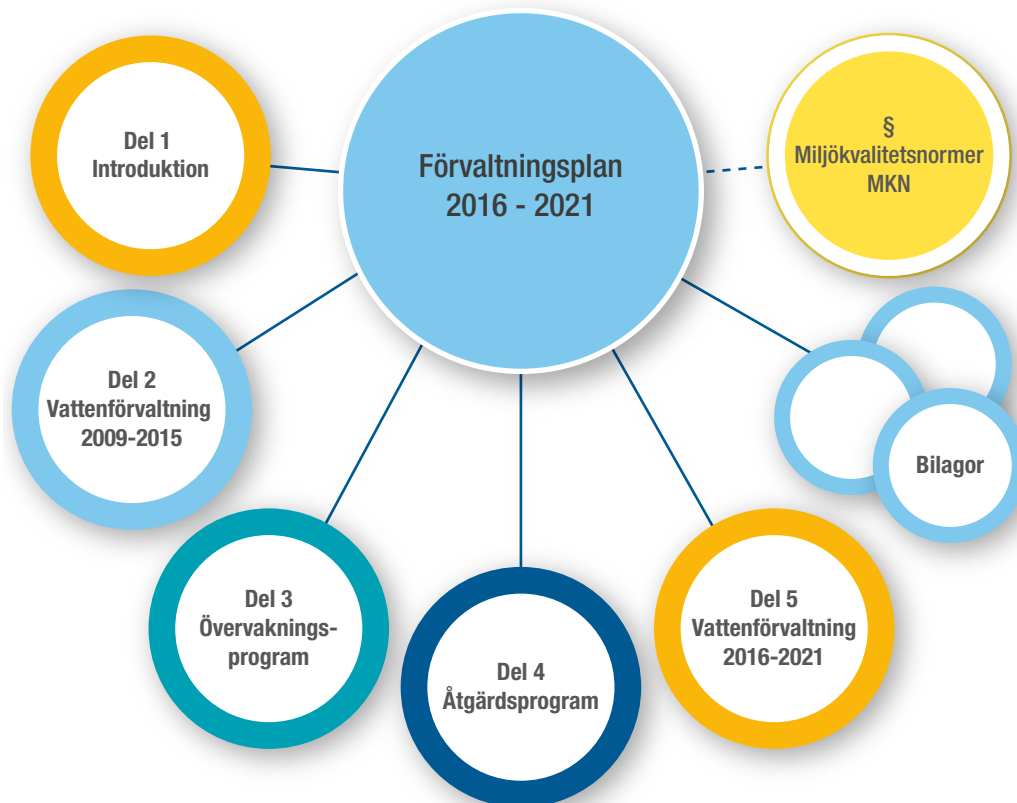 Förvaltningsplan
2016 - 2021
Del 1
Introduktion
Del 2
Vattenförvaltning
2009-2015
Del 3
Övervaknings-
program
Del 4
Åtgärdsprogram
Del 5
Vattenförvaltning
2016-2021
Bilagor
§
Miljökvalitetsnormer
MKN